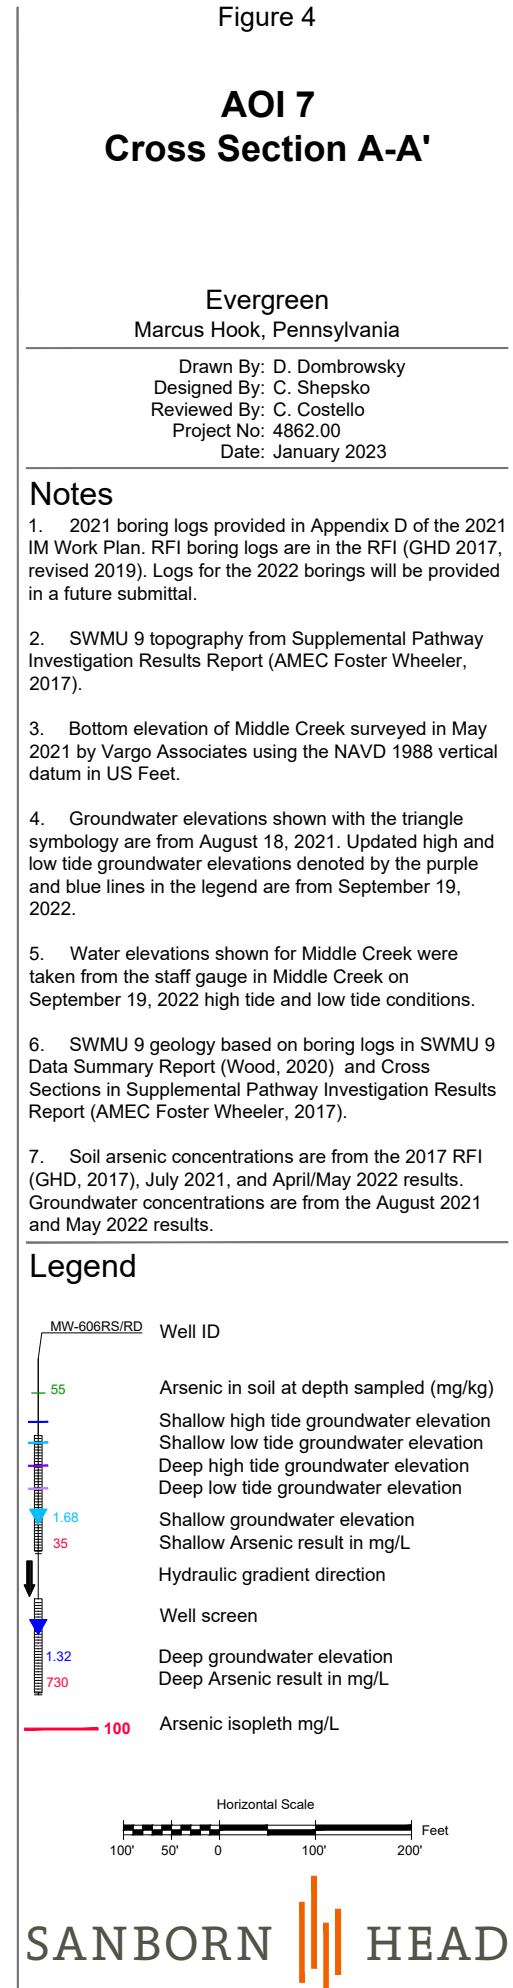 Figure 4
AOI 7
Cross Section A-A'
Evergreen
Marcus Hook, Pennsylvania
Drawn By: D. Dombrowsky
Designed By: C. Shepsko
Reviewed By: C. Costello
Project No: 4862.00
Date: January 2023
Notes
1. 2021 boring logs provided in Appendix D of the 2021
IM Work Plan. RFI boring logs are in the RFI (GHD 2017,
revised 2019). Logs for the 2022 borings will be provided
in a future submittal.
2. SWMU 9 topography from Supplemental Pathway
Investigation Results Report (AMEC Foster Wheeler,
2017).
3. Bottom elevation of Middle Creek surveyed in May
2021 by Vargo Associates using the NAVD 1988 vertical
datum in US Feet.
4. Groundwater elevations shown with the triangle
symbology are from August 18, 2021. Updated high and
low tide groundwater elevations denoted by the purple
and blue lines in the legend are from September 19,
2022.
5. Water elevations shown for Middle Creek were
taken from the staff gauge in Middle Creek on
September 19, 2022 high tide and low tide conditions.
6. SWMU 9 geology based on boring logs in SWMU 9
Data Summary Report (Wood, 2020) and Cross
Sections in Supplemental Pathway Investigation Results
Report (AMEC Foster Wheeler, 2017).
7. Soil arsenic concentrations are from the 2017 RFI
(GHD, 2017), July 2021, and April/May 2022 results.
Groundwater concentrations are from the August 2021
and May 2022 results.
Legend
MW-606RS/RD Well ID
55 Arsenic in soil at depth sampled (mg/kg)
Shallow high tide groundwater elevation
Shallow low tide groundwater elevation
Deep high tide groundwater elevation
Deep low tide groundwater elevation
1.68 Shallow groundwater elevation
35 Shallow Arsenic result in mg/L
Hydraulic gradient direction
Well screen
1.32 Deep groundwater elevation
730 Deep Arsenic result in mg/L
100 Arsenic isopleth mg/L
Horizontal Scale
Feet
100' 50' 0 100' 200'
SANBORN HEAD